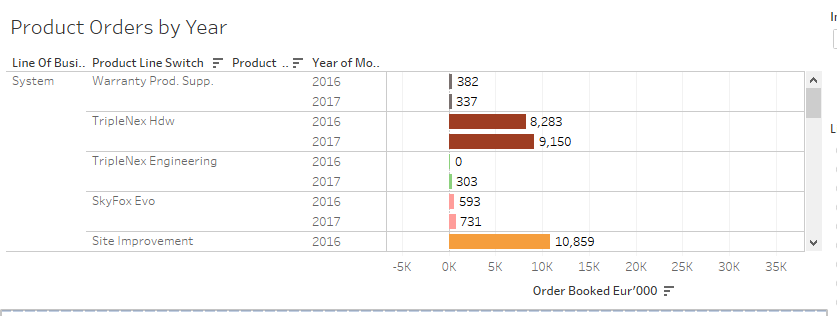 Product Orders by Year
Line Of Busi.. Product Line Switch Product .. Year of Mo..
System Warranty Prod. Supp. 2016 382
2017 337
TripleNex Hdw 2016 8,283
2017 9,150
TripleNex Engineering 2016 0
2017 303
SkyFox Evo 2016 593
2017 731
Site Improvement 2016 10,859
-5K 0K 5K 10K 15K 20K 25K 30K 35K
Order Booked Eur'000